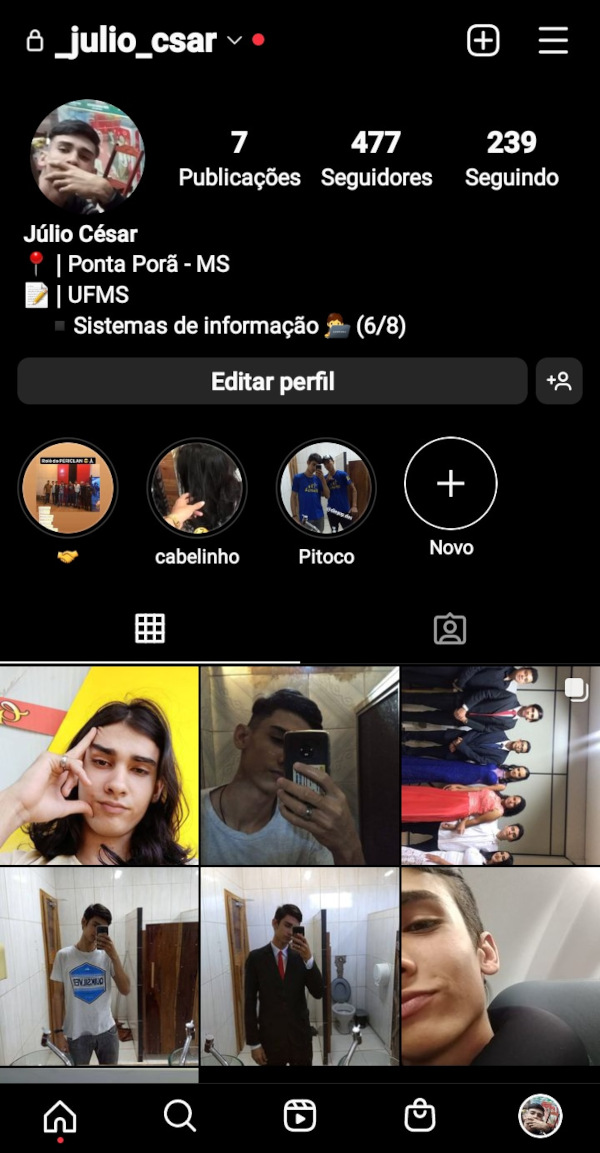 _julio_csar
7 477 239
Publicações Seguidores Seguindo
Júlio César
📍 | Ponta Porã - MS
📝 | UFMS
▪️Sistemas de informação 👨‍💻 (6/8)
Editar perfil
🤝 cabelinho Pitoco Novo
QUIKSILVER